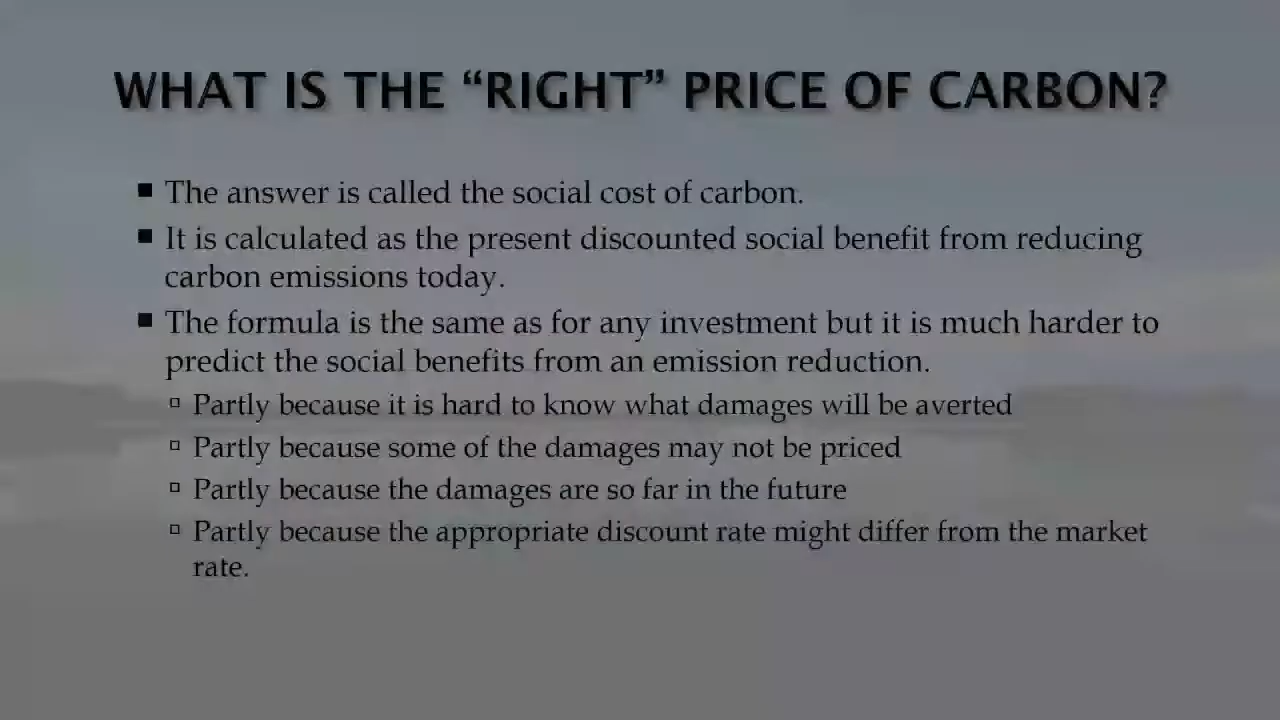 WHAT IS THE “RIGHT” PRICE OF CARBON?
The answer is called the social cost of carbon.
It is calculated as the present discounted social benefit from reducing
carbon emissions today.
The formula is the same as for any investment but it is much harder to
predict the social benefits from an emission reduction.
Partly because it is hard to know what damages will be averted
Partly because some of the damages may not be priced
Partly because the damages are so far in the future
Partly because the appropriate discount rate might differ from the market
rate.